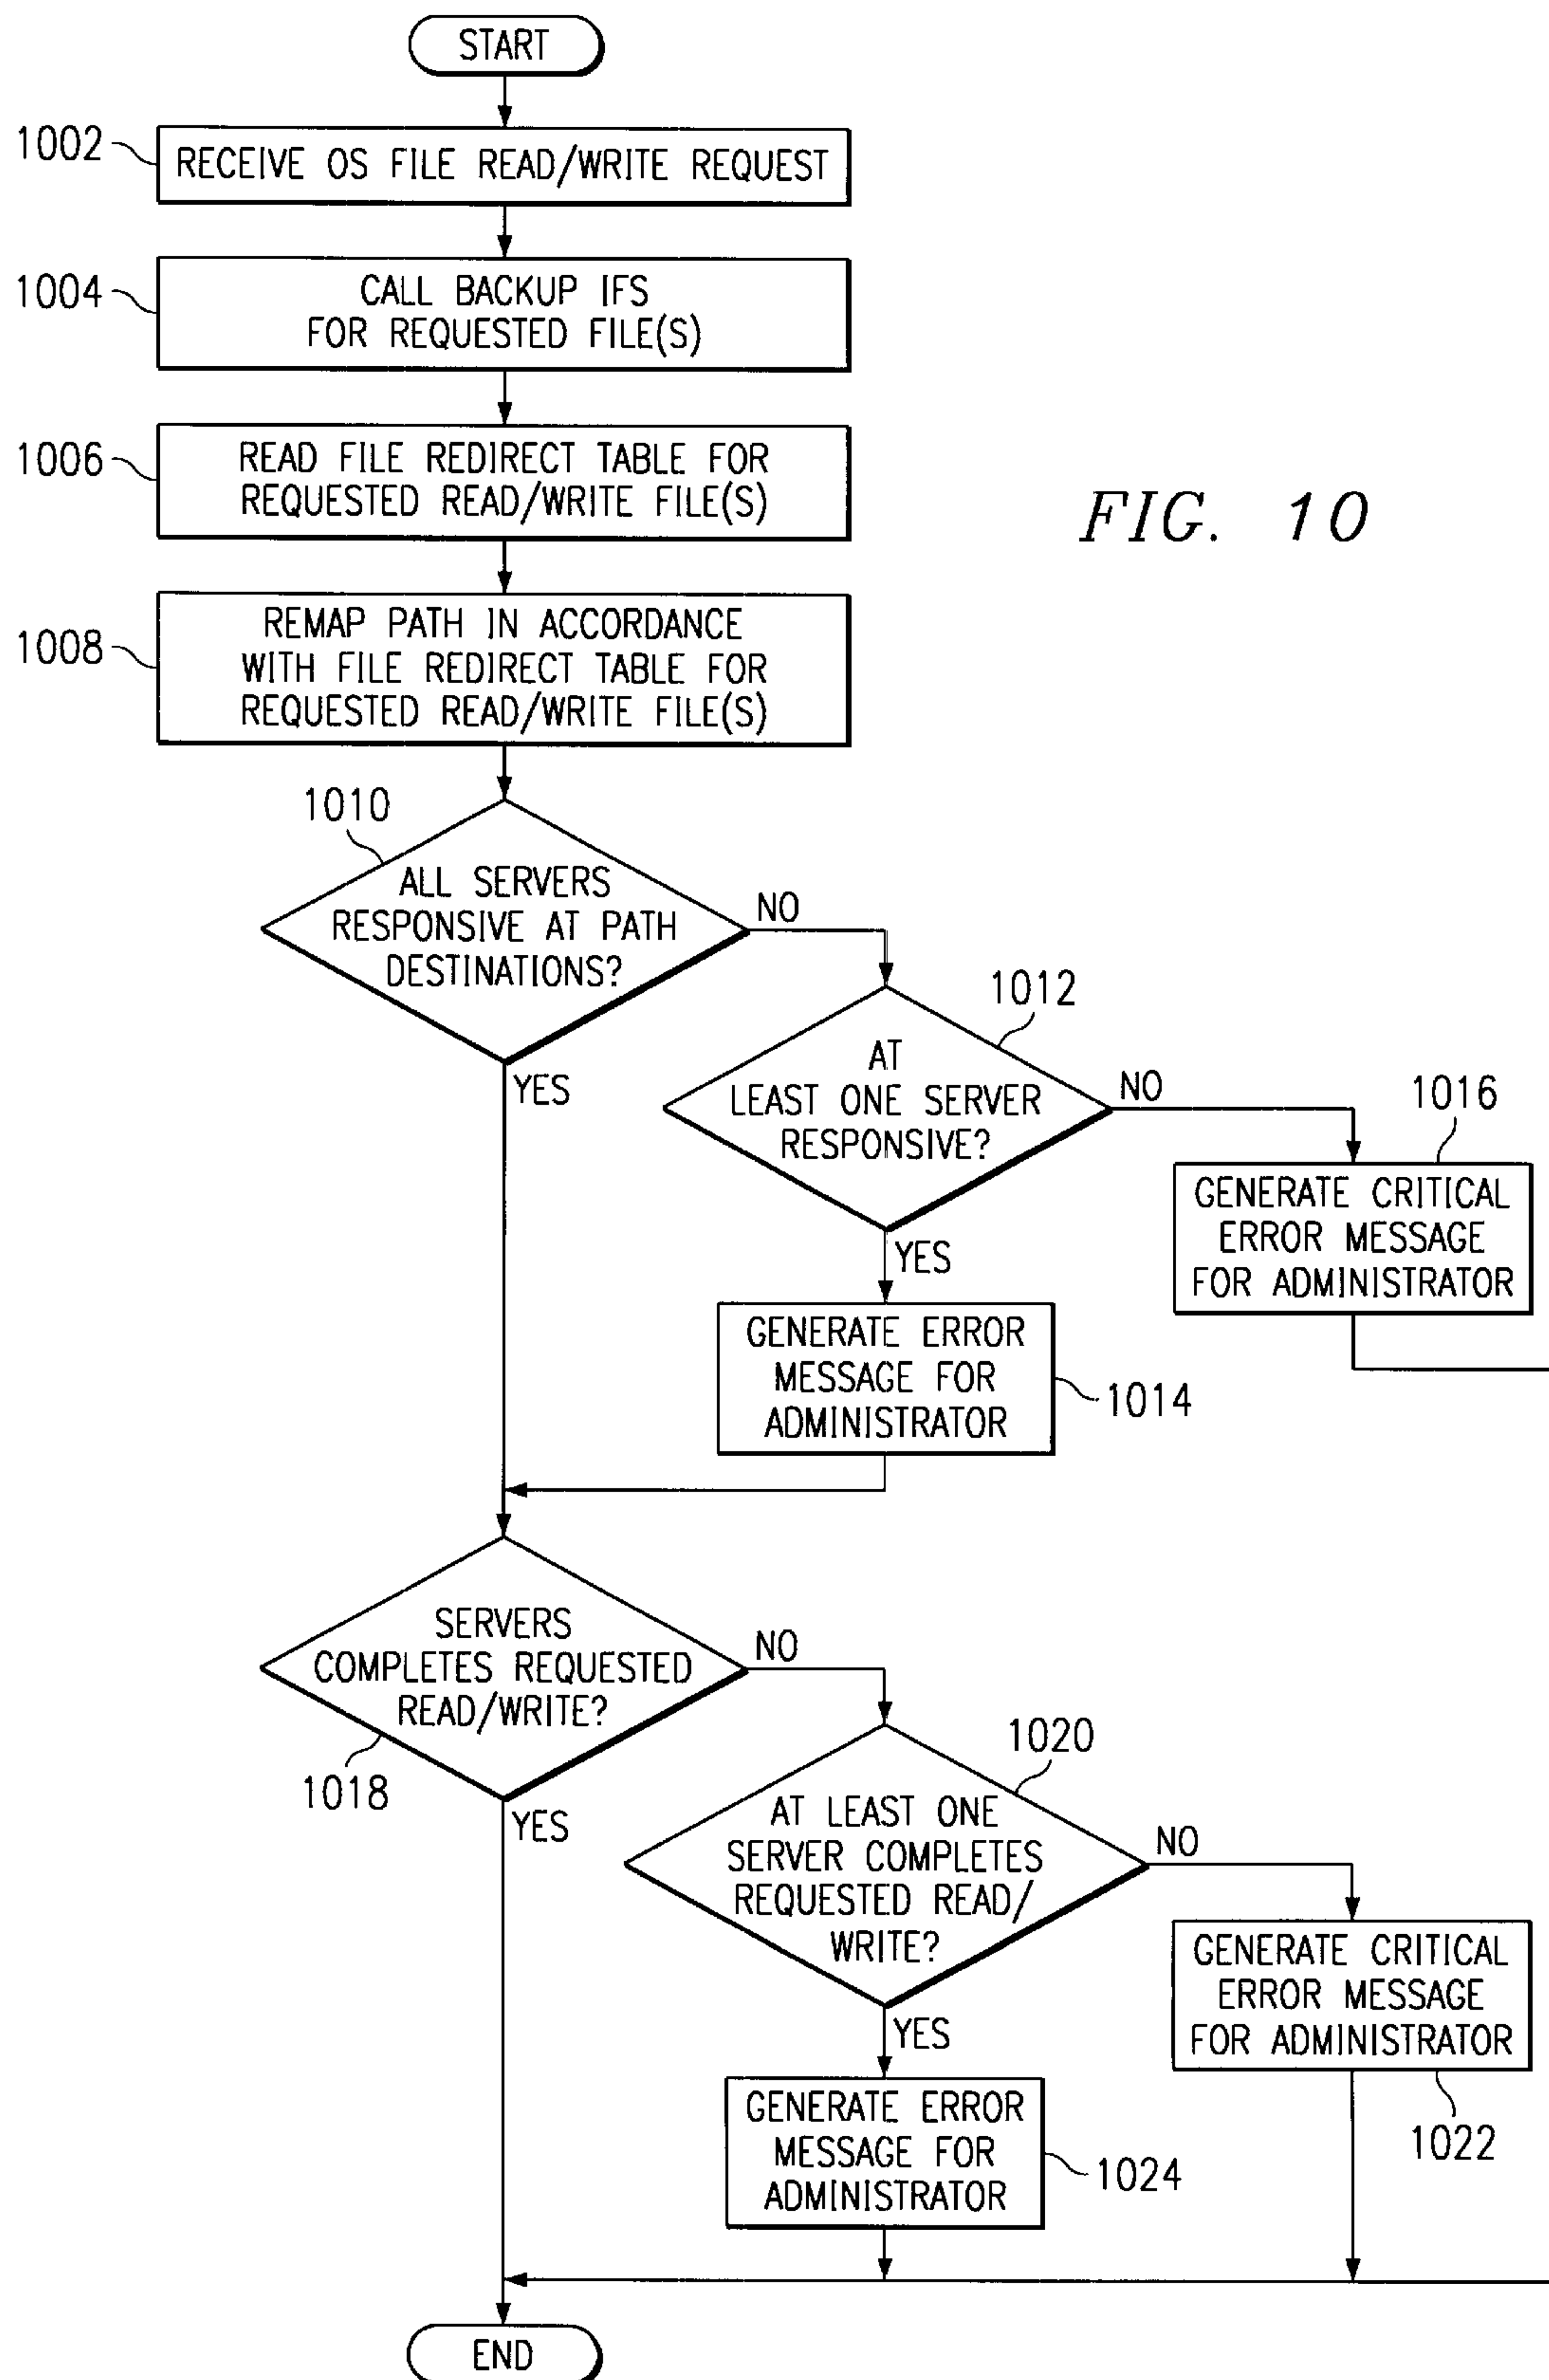 START
1002
RECEIVE OS FILE READ/WRITE REQUEST
1004
CALL BACKUP IFS
FOR REQUESTED FILE(S)
1006
READ FILE REDIRECT TABLE FOR
REQUESTED READ/WRITE FILE(S)
FIG. 10
1008
REMAP PATH IN ACCORDANCE
WITH FILE REDIRECT TABLE FOR
REQUESTED READ/WRITE FILE(S)
1010
ALL SERVERS
RESPONSIVE AT PATH
DESTINATIONS?
NO
YES
1012
AT
LEAST ONE SERVER
RESPONSIVE?
NO
YES
1016
GENERATE CRITICAL
ERROR MESSAGE
FOR ADMINISTRATOR
GENERATE ERROR
MESSAGE FOR
ADMINISTRATOR
1014
SERVERS
COMPLETES REQUESTED
READ/WRITE?
NO
1018
YES
1020
AT LEAST ONE
SERVER COMPLETES
REQUESTED READ/
WRITE?
NO
YES
GENERATE CRITICAL
ERROR MESSAGE
FOR ADMINISTRATOR
1022
GENERATE ERROR
MESSAGE FOR
ADMINISTRATOR
1024
END